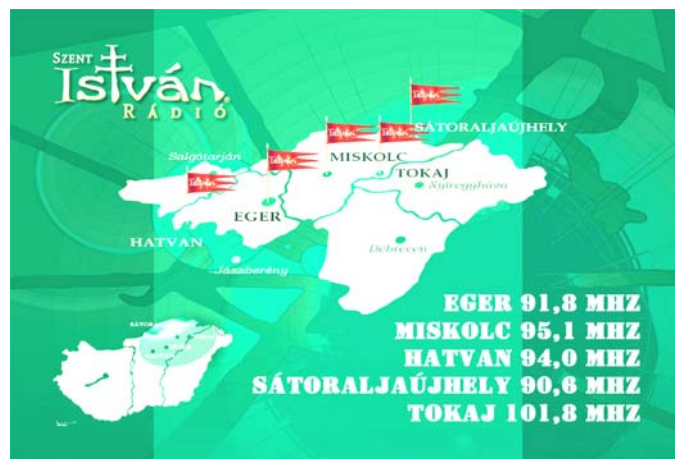 SZENT
István
RÁDIÓ
SÁTORALJAÚJHELY
MISKOLC
Salgótarján
TOKAJ
Nyíregyháza
EGER
HATVAN
Debrecen
Jászberény
EGER 91,8 MHZ
MISKOLC 95,1 MHZ
HATVAN 94,0 MHZ
SÁTORALJAÚJHELY 90,6 MHZ
TOKAJ 101,8 MHZ